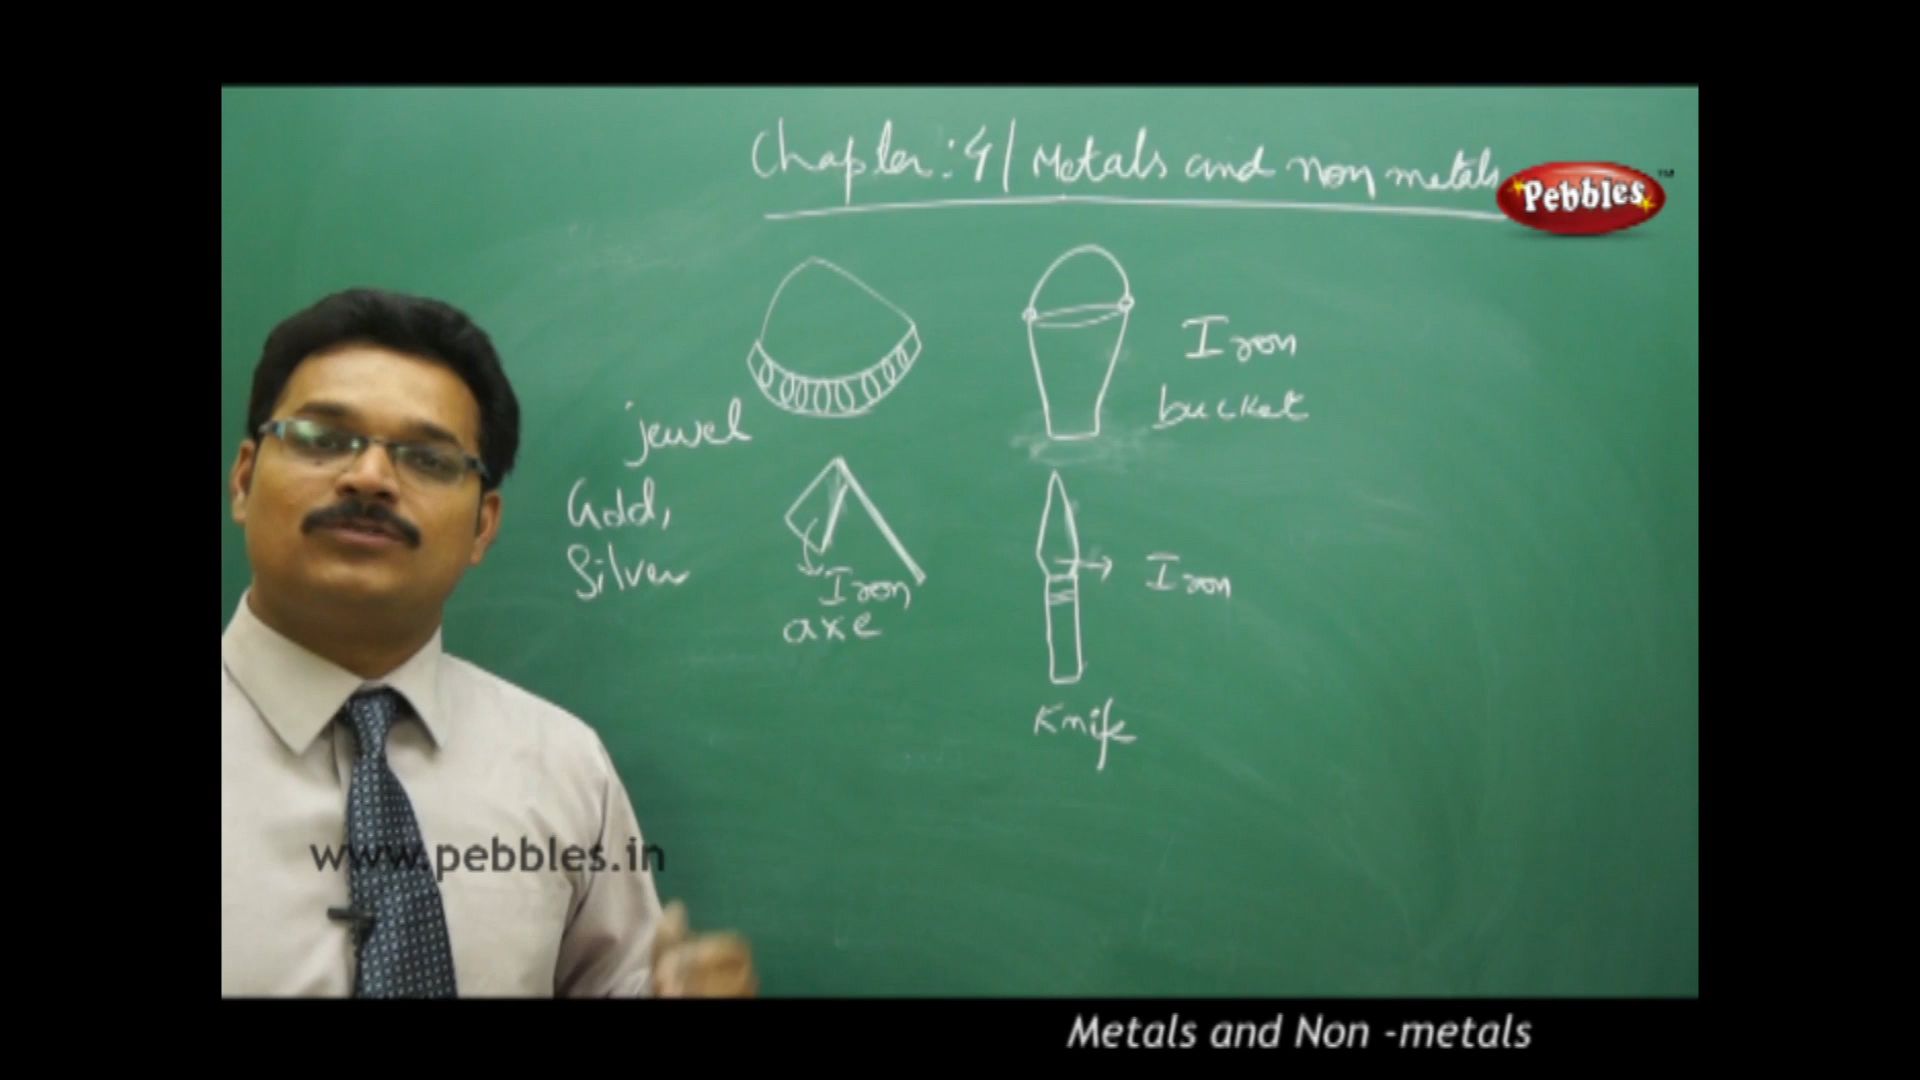 Chapter: 4 / Metals and non metals
Pebbles™
jewel
Gold,
Silver
Iron
bucket
Iron
axe
Iron
Knife
www.pebbles.in
Metals and Non -metals